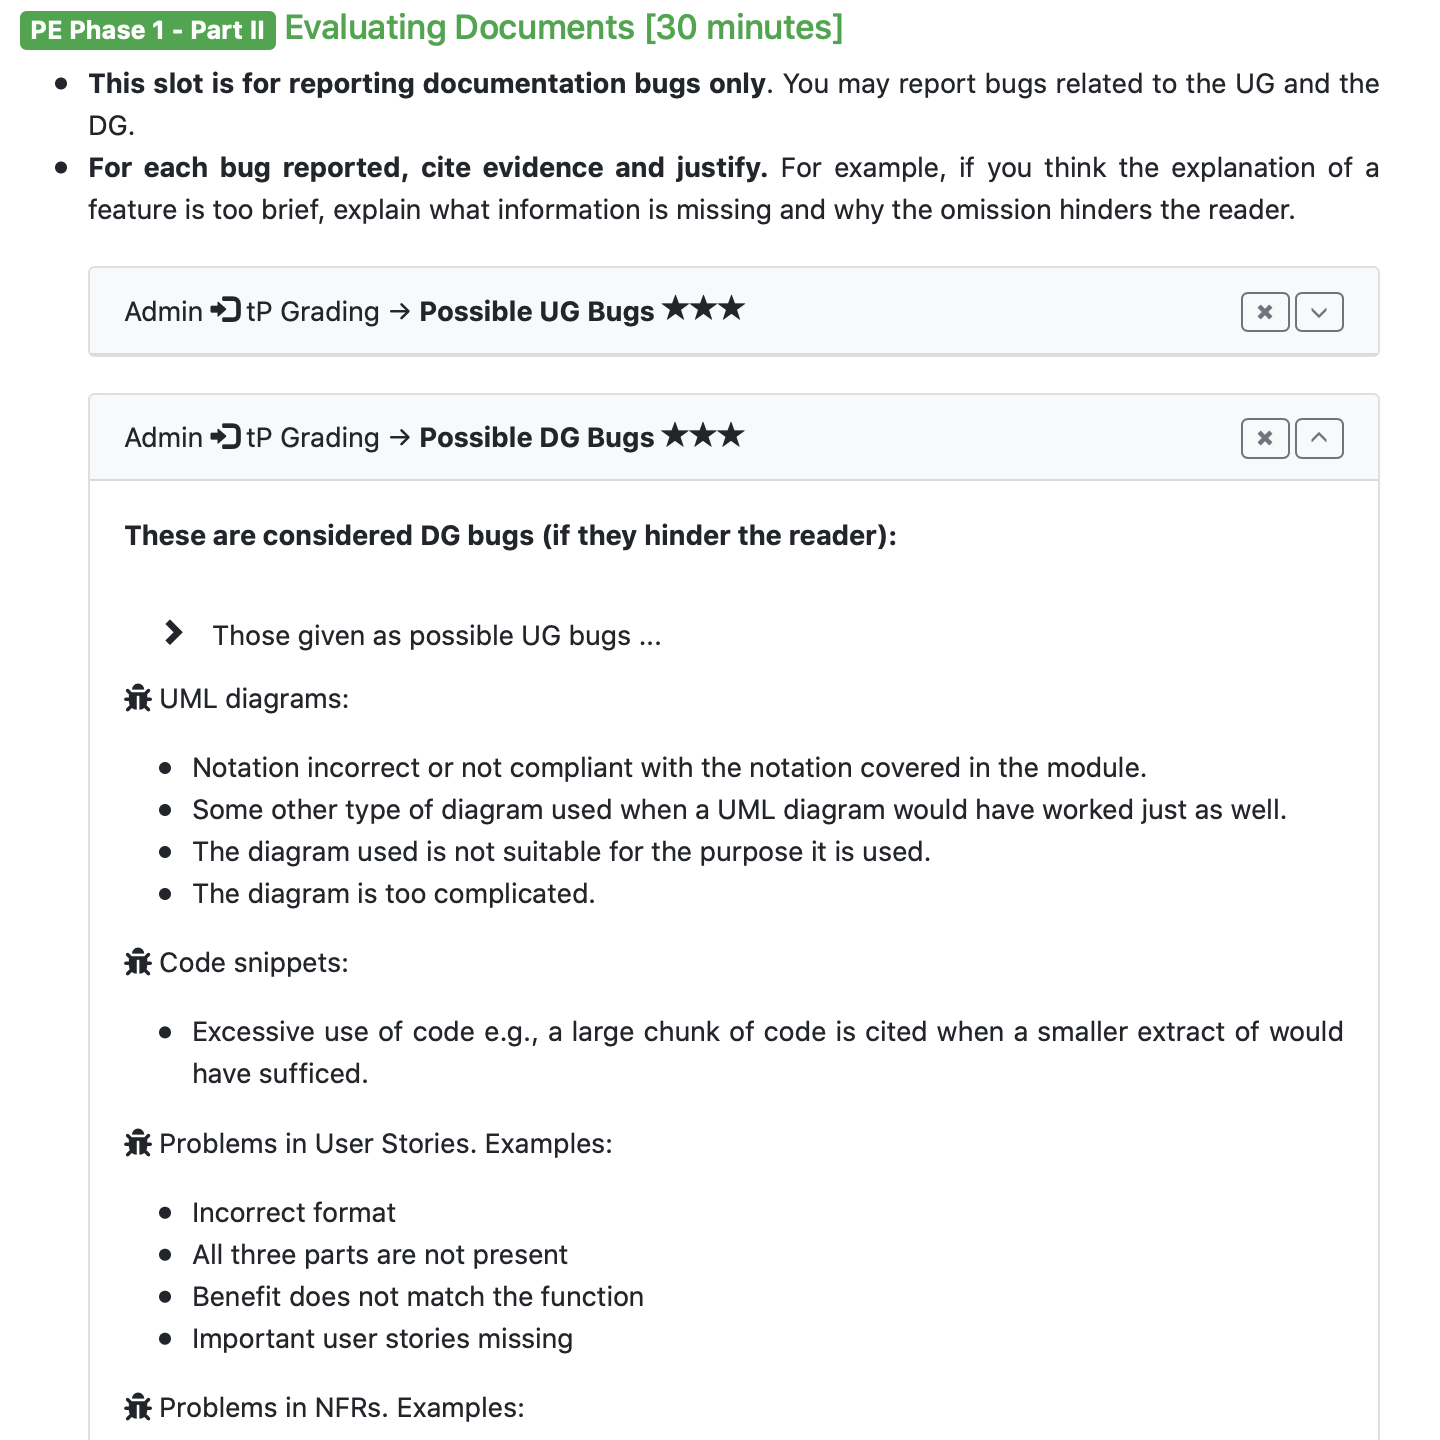 PE Phase 1 - Part II Evaluating Documents [30 minutes]
This slot is for reporting documentation bugs only. You may report bugs related to the UG and the
DG.
For each bug reported, cite evidence and justify. For example, if you think the explanation of a
feature is too brief, explain what information is missing and why the omission hinders the reader.
Admin tP Grading → Possible UG Bugs ★★★
Admin tP Grading → Possible DG Bugs ★★★
These are considered DG bugs (if they hinder the reader):
Those given as possible UG bugs ...
UML diagrams:
Notation incorrect or not compliant with the notation covered in the module.
Some other type of diagram used when a UML diagram would have worked just as well.
The diagram used is not suitable for the purpose it is used.
The diagram is too complicated.
Code snippets:
Excessive use of code e.g., a large chunk of code is cited when a smaller extract of would
have sufficed.
Problems in User Stories. Examples:
Incorrect format
All three parts are not present
Benefit does not match the function
Important user stories missing
Problems in NFRs. Examples: